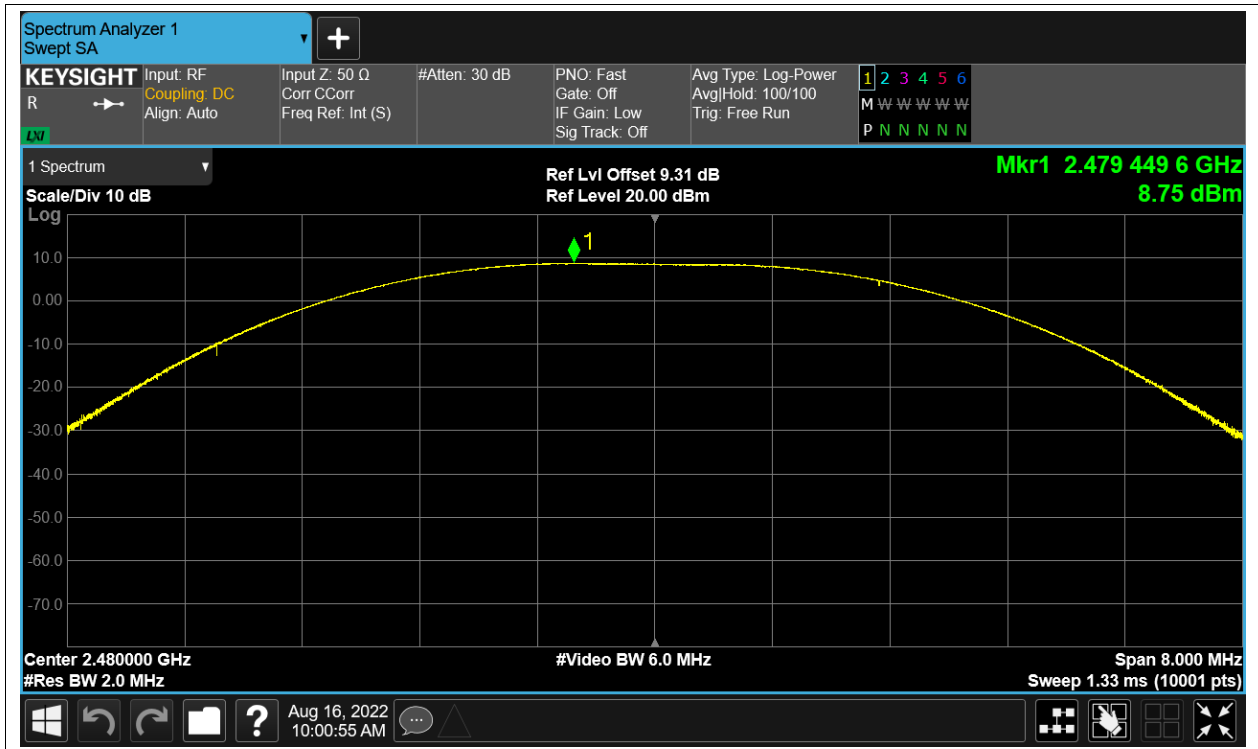 Spectrum Analyzer 1
Swept SA
+
KEYSIGHT
R
LXI
Input: RF
Coupling: DC
Align: Auto
Input Z: 50 Ω
Corr CCorr
Freq Ref: Int (S)
#Atten: 30 dB
PNO: Fast
Gate: Off
IF Gain: Low
Sig Track: Off
Avg Type: Log-Power
Avg|Hold: 100/100
Trig: Free Run
1 2 3 4 5 6
M W W W W W
P N N N N N
1 Spectrum
Scale/Div 10 dB
Log
Ref Lvl Offset 9.31 dB
Ref Level 20.00 dBm
Mkr1 2.479 449 6 GHz
8.75 dBm
1
10.0
0.00
-10.0
-20.0
-30.0
-40.0
-50.0
-60.0
-70.0
Center 2.480000 GHz
#Res BW 2.0 MHz
#Video BW 6.0 MHz
Span 8.000 MHz
Sweep 1.33 ms (10001 pts)
?
Aug 16, 2022
10:00:55 AM